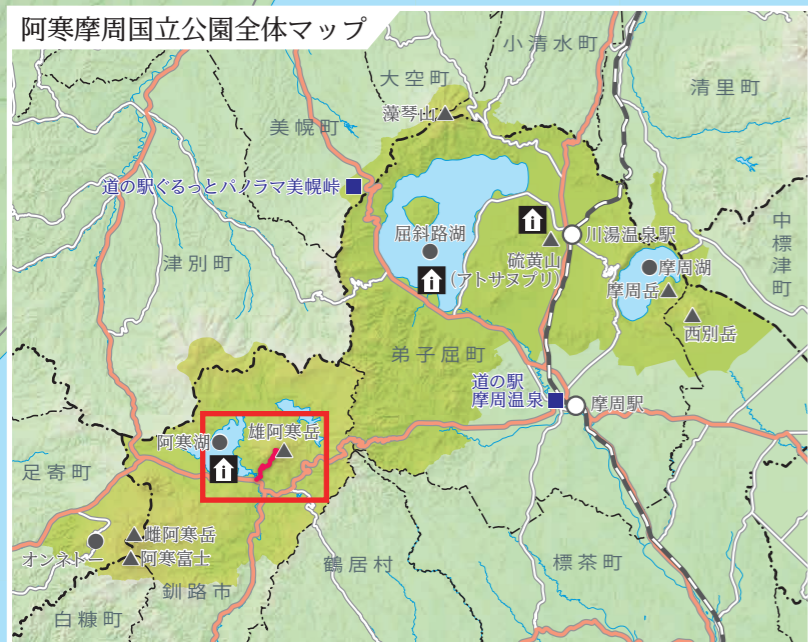 阿寒摩周国立公園全体マップ
小清水町
大空町
清里町
藻琴山
美幌町
道の駅ぐるっとパノラマ美幌峠
屈斜路湖
川湯温泉駅
硫黄山
(アトサヌプリ)
中標津町
摩周湖
摩周岳
津別町
西別岳
弟子屈町
道の駅
摩周温泉
摩周駅
雄阿寒岳
阿寒湖
足寄町
雌阿寒岳
オンネトー
阿寒富士
鶴居村
標茶町
釧路市
白糠町